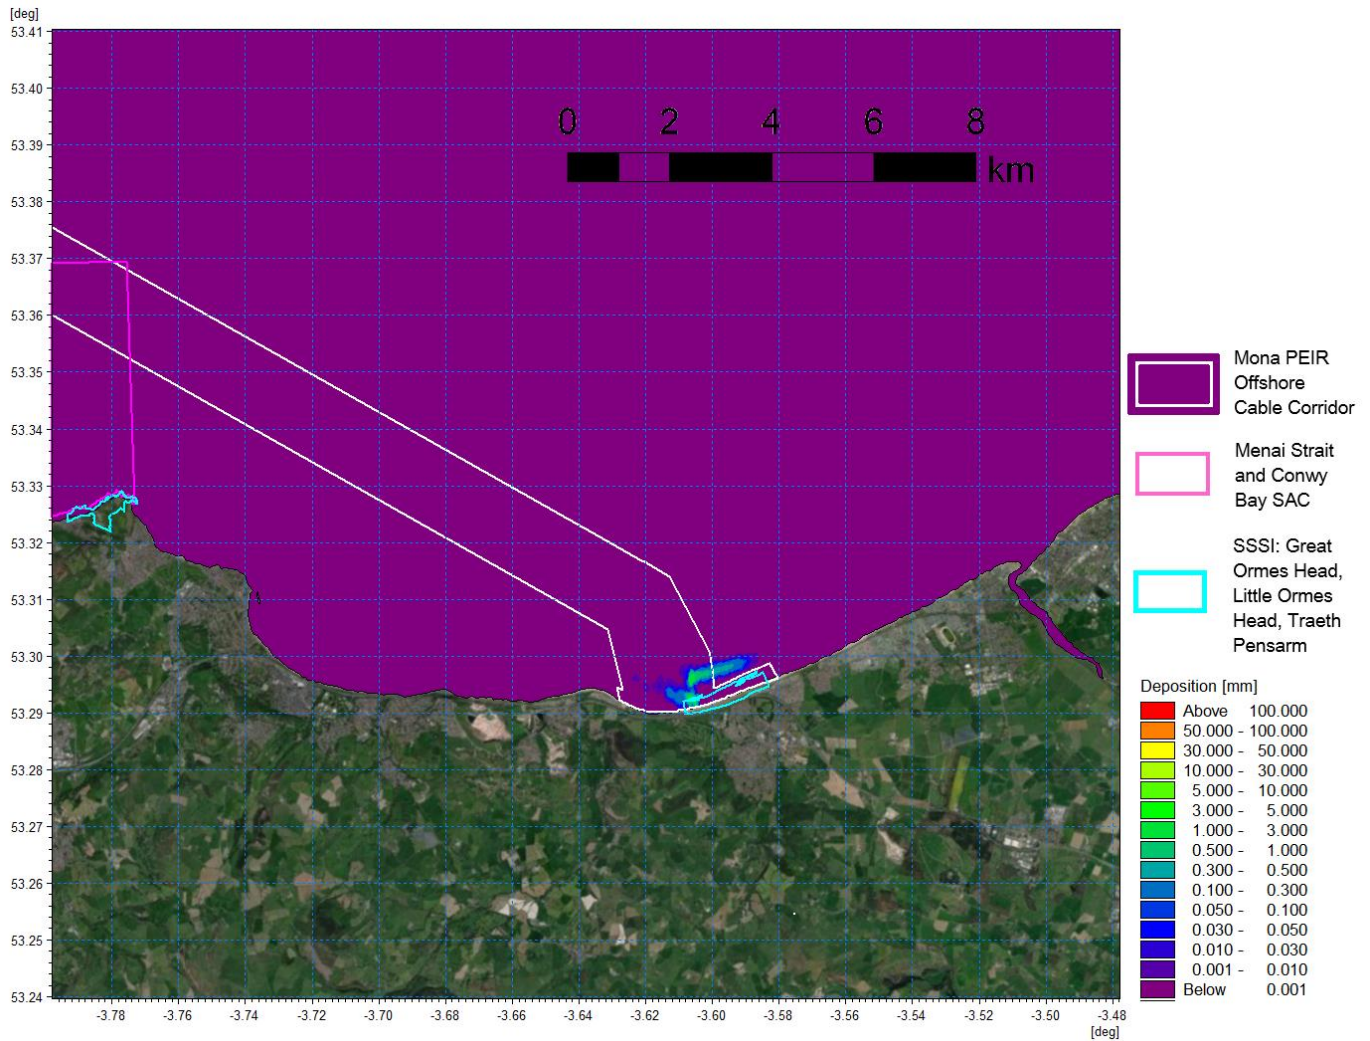 [deg]
53.41
53.40
53.39
53.38
53.37
53.36
53.35
53.34
53.33
53.32
53.31
53.30
53.29
53.28
53.27
53.26
53.25
53.24
0 2 4 6 8
km
-3.78 -3.76 -3.74 -3.72 -3.70 -3.68 -3.66 -3.64 -3.62 -3.60 -3.58 -3.56 -3.54 -3.52 -3.50 -3.48
[deg]
Mona PEIR
Offshore
Cable Corridor
Menai Strait
and Conwy
Bay SAC
SSSI: Great
Ormes Head,
Little Ormes
Head, Traeth
Pensarm
Deposition [mm]
Above 100.000
50.000 - 100.000
30.000 - 50.000
10.000 - 30.000
5.000 - 10.000
3.000 - 5.000
1.000 - 3.000
0.500 - 1.000
0.300 - 0.500
0.100 - 0.300
0.050 - 0.100
0.030 - 0.050
0.010 - 0.030
0.001 - 0.010
Below 0.001